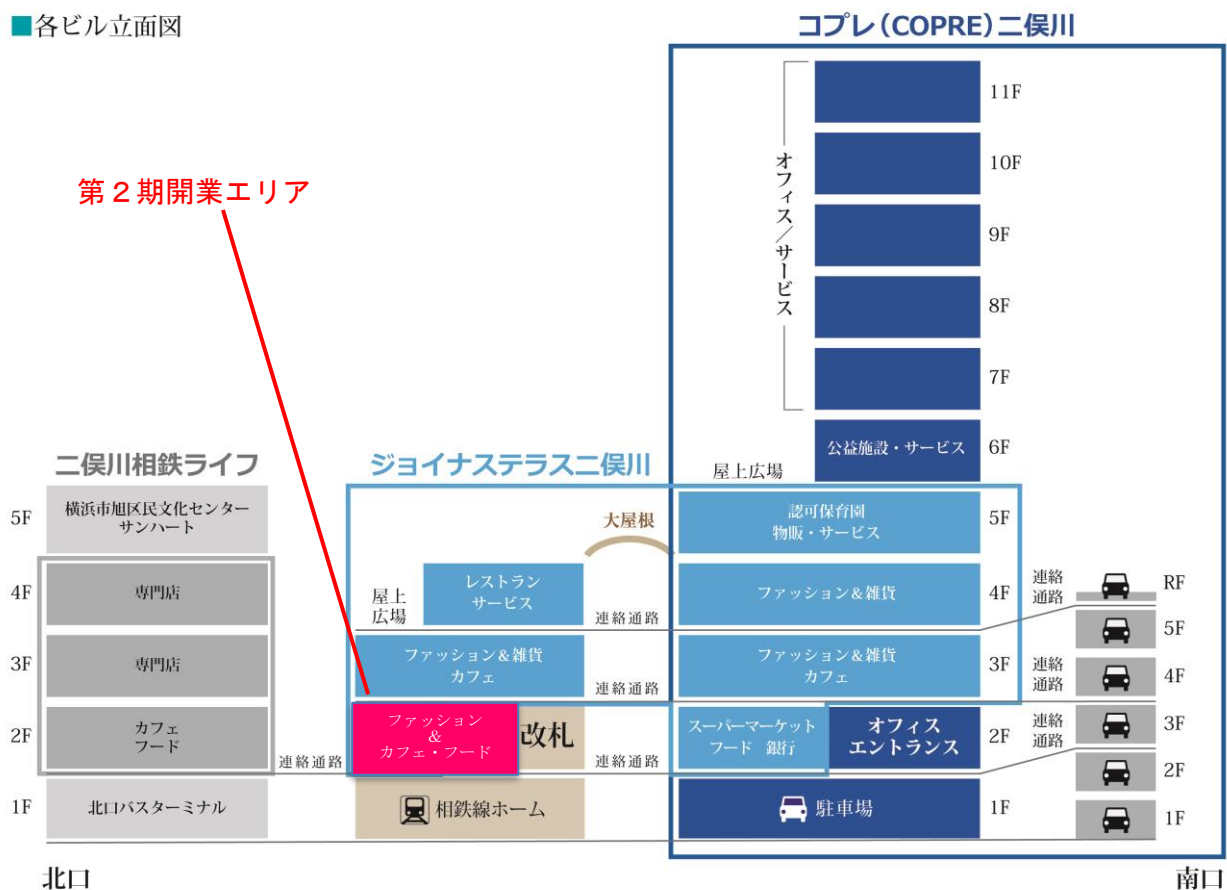 ■各ビル立面図
コプレ（COPRE）二俣川
第２期開業エリア
オフィス／サービス
11F
10F
9F
8F
7F
公益施設・サービス
6F
屋上広場
二俣川相鉄ライフ
5F
横浜市旭区民文化センター
サンハート
4F
専門店
3F
専門店
2F
カフェ
フード
1F
北口バスターミナル
連絡通路
ジョイナステラス二俣川
大屋根
屋上
広場
レストラン
サービス
連絡通路
ファッション＆雑貨
カフェ
連絡通路
ファッション
＆
カフェ・フード
改札
連絡通路
相鉄線ホーム
認可保育園
物販・サービス
5F
ファッション＆雑貨
4F
ファッション＆雑貨
カフェ
3F
スーパーマーケット
フード 銀行
オフィス
エントランス
2F
駐車場
1F
連絡
通路
連絡
通路
連絡
通路
RF
5F
4F
3F
2F
1F
北口
南口